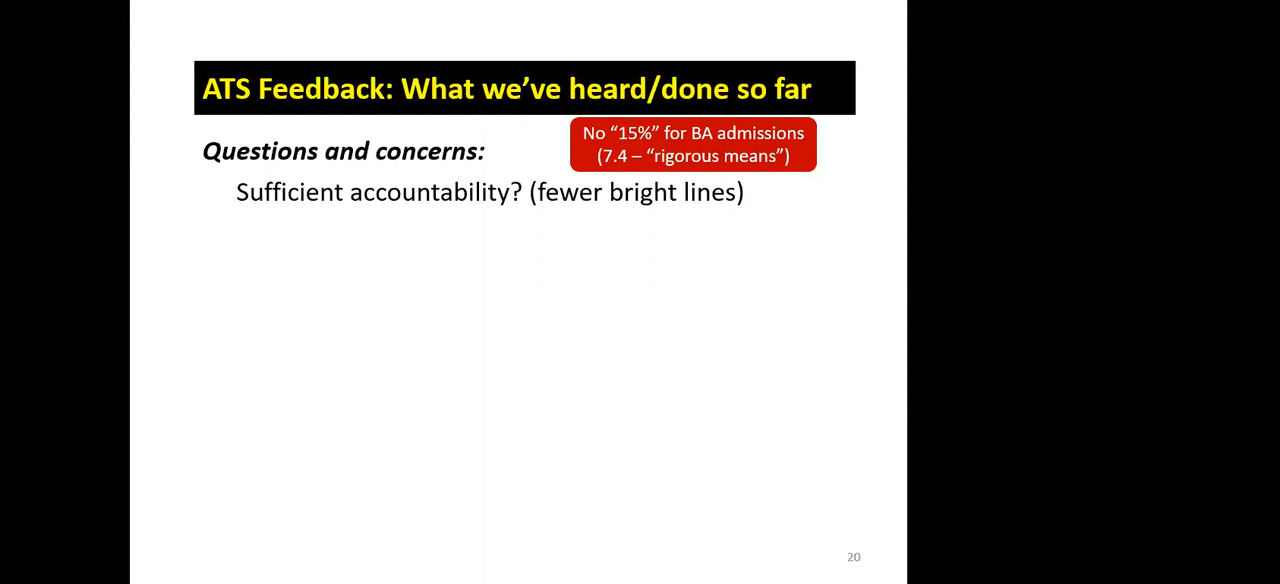 ATS Feedback: What we’ve heard/done so far
No “15%” for BA admissions
(7.4 – “rigorous means”)
Questions and concerns:
Sufficient accountability? (fewer bright lines)
20